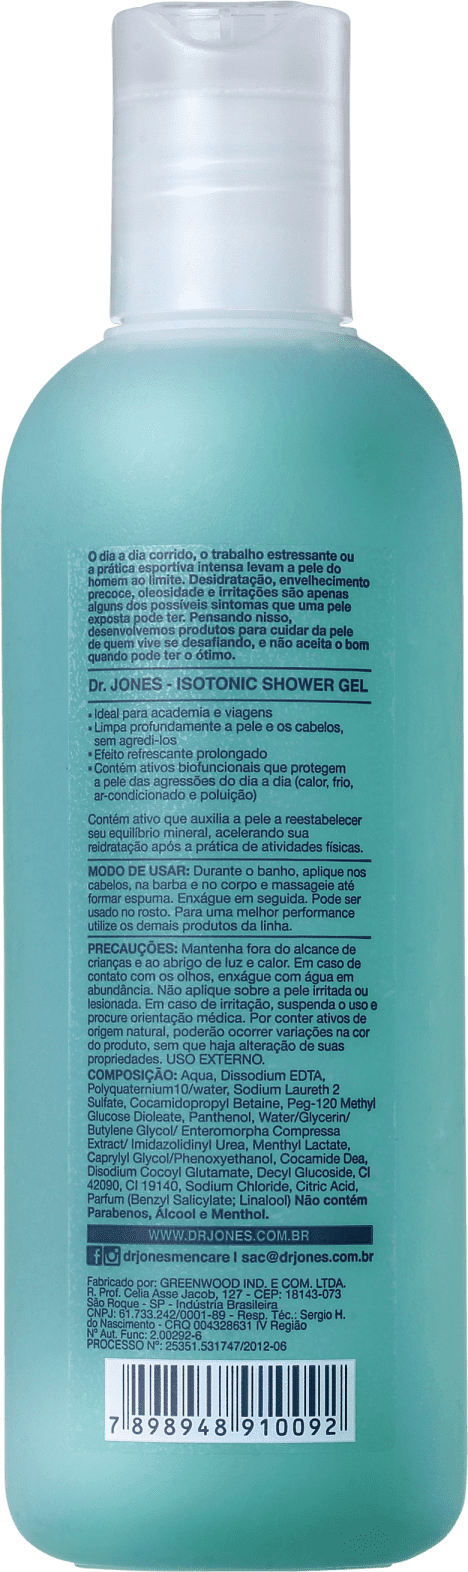 O dia a dia corrido, o trabalho estressante ou
a prática esportiva intensa levam a pele do
homem ao limite. Desidratação, envelhecimento
precoce, oleosidade e irritações são apenas
alguns dos possíveis sintomas que uma pele
exposta pode ter. Pensando nisso,
desenvolvemos produtos para cuidar da pele
de quem vive se desafiando, e não aceita o bom
quando pode ter o ótimo.
Dr. JONES - ISOTONIC SHOWER GEL
• Ideal para academia e viagens
• Limpa profundamente a pele e os cabelos,
sem agredi-los
• Efeito refrescante prolongado
• Contém ativos biofuncionais que protegem
a pele das agressões do dia a dia (calor, frio,
ar-condicionado e poluição)
Contém ativo que auxilia a pele a reestabelecer
seu equilíbrio mineral, acelerando sua
reidratação após a prática de atividades físicas.
MODO DE USAR: Durante o banho, aplique nos
cabelos, na barba e no corpo e massageie até
formar espuma. Enxágue em seguida. Pode ser
usado no rosto. Para uma melhor performance
utilize os demais produtos da linha.
PRECAUÇÕES: Mantenha fora do alcance de
crianças e ao abrigo de luz e calor. Em caso de
contato com os olhos, enxágue com água em
abundância. Não aplique sobre a pele irritada ou
lesionada. Em caso de irritação, suspenda o uso e
procure orientação médica. Por conter ativos de
origem natural, poderão ocorrer variações na cor
do produto, sem que haja alteração de suas
propriedades. USO EXTERNO.
COMPOSIÇÃO: Aqua, Dissodium EDTA,
Polyquaternium10/water, Sodium Laureth 2
Sulfate, Cocamidopropyl Betaine, Peg-120 Methyl
Glucose Dioleate, Panthenol, Water/Glycerin/
Butylene Glycol/ Enteromorpha Compressa
Extract/ Imidazolidinyl Urea, Menthyl Lactate,
Caprylyl Glycol/Phenoxyethanol, Cocamide Dea,
Disodium Cocoyl Glutamate, Decyl Glucoside, CI
42090, CI 19140, Sodium Chloride, Citric Acid,
Parfum (Benzyl Salicylate; Linalool) Não contém
Parabenos, Álcool e Menthol.
WWW.DRJONES.COM.BR
drjonesmencare I sac@drjones.com.br
Fabricado por: GREENWOOD IND. E COM. LTDA.
R. Prof. Celia Asse Jacob, 127 - CEP: 18143-073
São Roque - SP - Indústria Brasileira
CNPJ: 61.733.242/0001-89 - Resp. Téc.: Sergio H.
do Nascimento - CRQ 004328631 IV Região
N° Aut. Func: 2.00292-6
PROCESSO N°: 25351.531747/2012-06
7 898948 910092